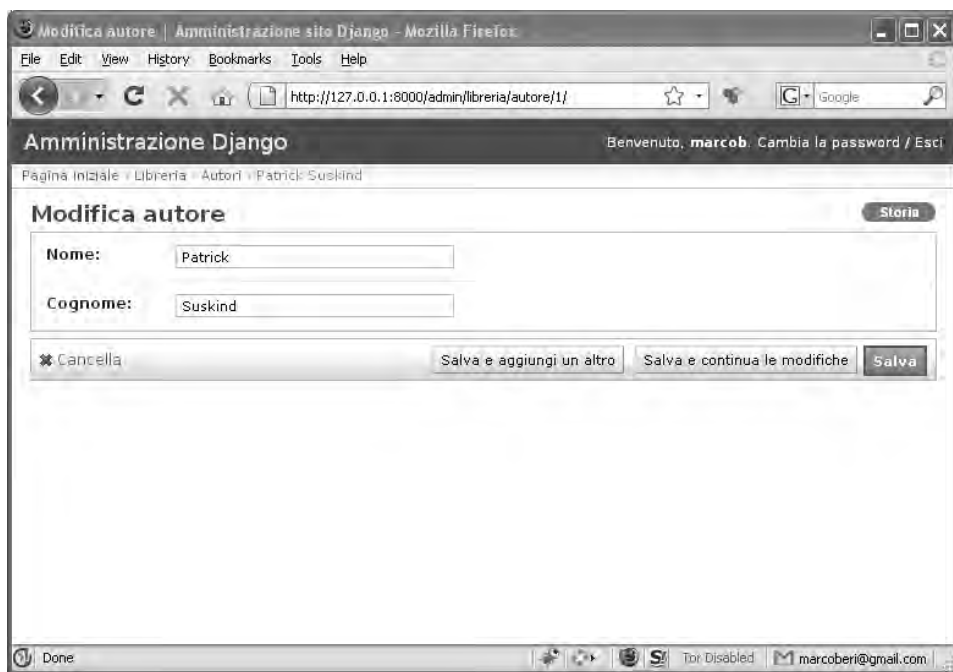 Modifica autore | Amministrazione sito Django - Mozilla Firefox
File Edit View History Bookmarks Tools Help
http://127.0.0.1:8000/admin/libreria/autore/1/
G Google
Amministrazione Django
Benvenuto, marcob. Cambia la password / Esci
Pagina iniziale › Libreria › Autori › Patrick Suskind
Modifica autore
Storia
Nome:
Patrick
Cognome:
Suskind
Cancella
Salva e aggiungi un altro
Salva e continua le modifiche
Salva
Done
S!
Tor Disabled
marcoberi@gmail.com